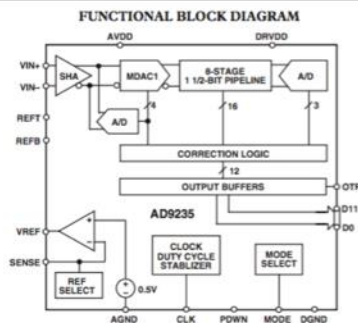 FUNCTIONAL BLOCK DIAGRAM
AVDD DRVDD
VIN+
VIN–
SHA
MDAC1
8-STAGE
1 1/2-BIT PIPELINE
A/D
REFT
REFB
A/D
4 16 3
CORRECTION LOGIC
12
OUTPUT BUFFERS
OTR
D11
D0
AD9235
VREF
SENSE
REF
SELECT
0.5V
CLOCK
DUTY CYCLE
STABLIZER
MODE
SELECT
AGND CLK PDWN MODE DGND